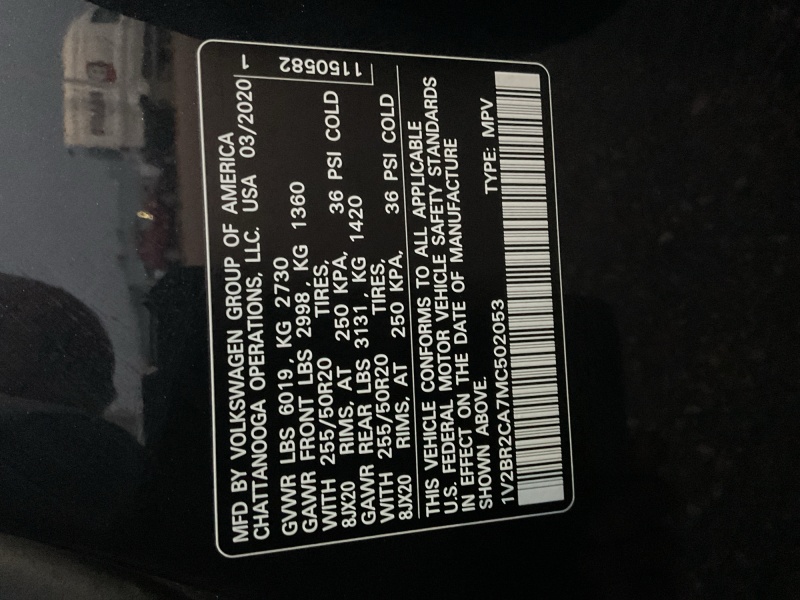 MFD BY VOLKSWAGEN GROUP OF AMERICA
CHATTANOOGA OPERATIONS, LLC. USA 03/2020 1
1150582
GVWR LBS 6019, KG 2730
GAWR FRONT LBS 2998, KG 1360
WITH 255/50R20 TIRES,
8JX20 RIMS, AT 250 KPA, 36 PSI COLD
GAWR REAR LBS 3131, KG 1420
WITH 255/50R20 TIRES,
8JX20 RIMS, AT 250 KPA, 36 PSI COLD
THIS VEHICLE CONFORMS TO ALL APPLICABLE
U.S. FEDERAL MOTOR VEHICLE SAFETY STANDARDS
IN EFFECT ON THE DATE OF MANUFACTURE
SHOWN ABOVE.
1V2BR2CA7MC502053 TYPE: MPV